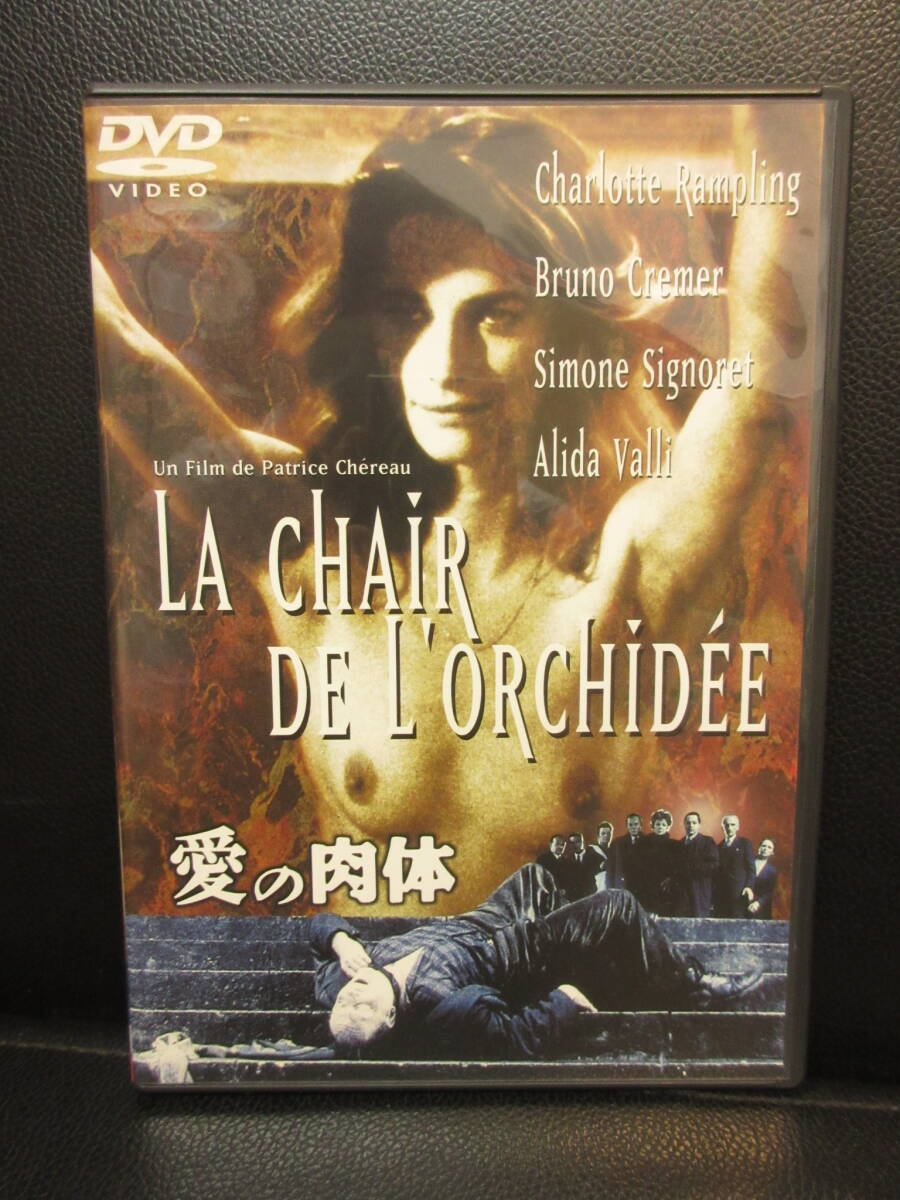 DVD
VIDEO
Charlotte Rampling
Bruno Cremer
Simone Signoret
Alida Valli
Un Film de Patrice Chéreau
LA CHAIR
DE L'ORCHIDÉE
愛の肉体